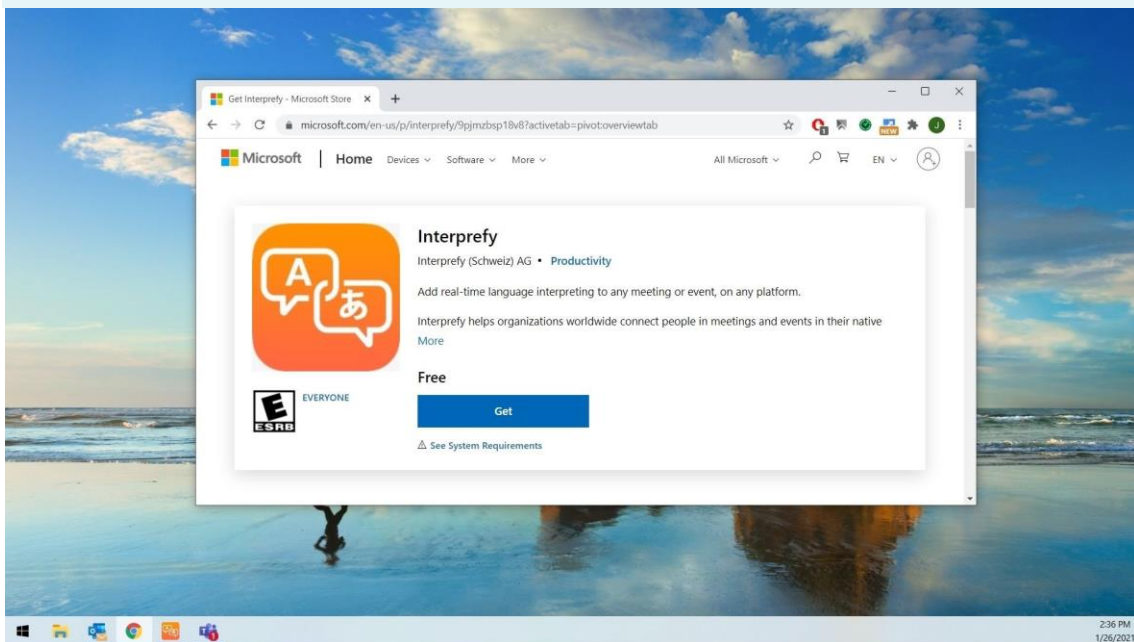 Get Interprefy - Microsoft Store
microsoft.com/en-us/p/interprefy/9pjmzbsp18v8?activetab=pivot:overviewtab
1
NEW
J
Microsoft
Home
Devices
Software
More
All Microsoft
EN
A
あ
Interprefy
Interprefy (Schweiz) AG • Productivity
Add real-time language interpreting to any meeting or event, on any platform.
Interprefy helps organizations worldwide connect people in meetings and events in their native
More
Free
E
ESRB
EVERYONE
Get
See System Requirements
2:36 PM
1/26/2021